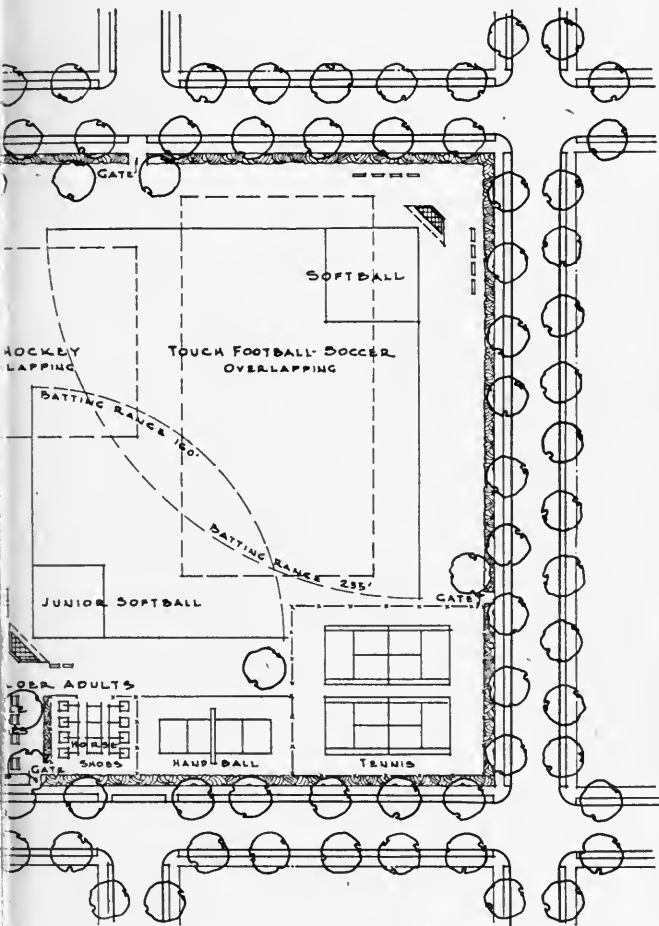 GATE
SOFTBALL
HOCKEY
LAPPING
TOUCH FOOTBALL-SOCCER
OVERLAPPING
BATTING RANGE 160'
BATTING RANGE 235'
JUNIOR SOFTBALL
GATE
LDER ADULTS
HORSE
SHOES
HAND BALL
TENNIS
GATE